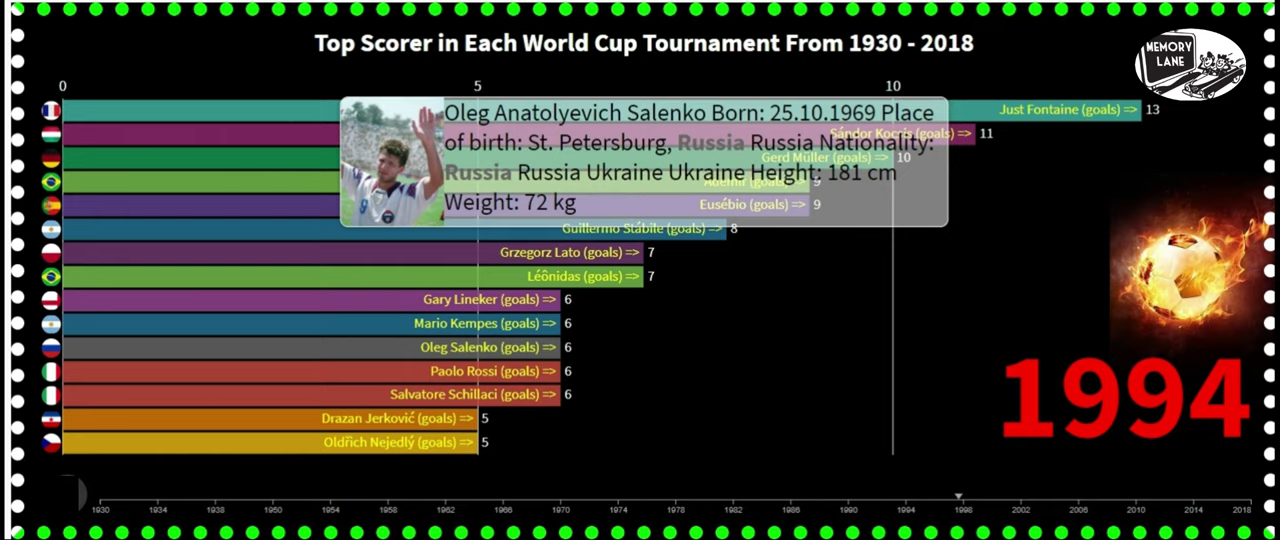 Top Scorer in Each World Cup Tournament From 1930 - 2018
MEMORY
LANE
0 5 10
Just Fontaine (goals) => 13
Oleg Anatolyevich Salenko Born: 25.10.1969 Place
of birth: St. Petersburg, Russia Russia Nationality:
Russia Russia Ukraine Ukraine Height: 181 cm
Weight: 72 kg
Sándor Kocsis (goals) => 11
Gerd Müller (goals) => 10
Ademir (goals) => 9
Eusébio (goals) => 9
Guillermo Stábile (goals) => 8
Grzegorz Lato (goals) => 7
Léônidas (goals) => 7
Gary Lineker (goals) => 6
Mario Kempes (goals) => 6
Oleg Salenko (goals) => 6
Paolo Rossi (goals) => 6
Salvatore Schillaci (goals) => 6
Drazan Jerković (goals) => 5
Oldřich Nejedlý (goals) => 5
1994
1930 1934 1938 1950 1954 1958 1962 1966 1970 1974 1978 1982 1986 1990 1994 1998 2002 2006 2010 2014 2018